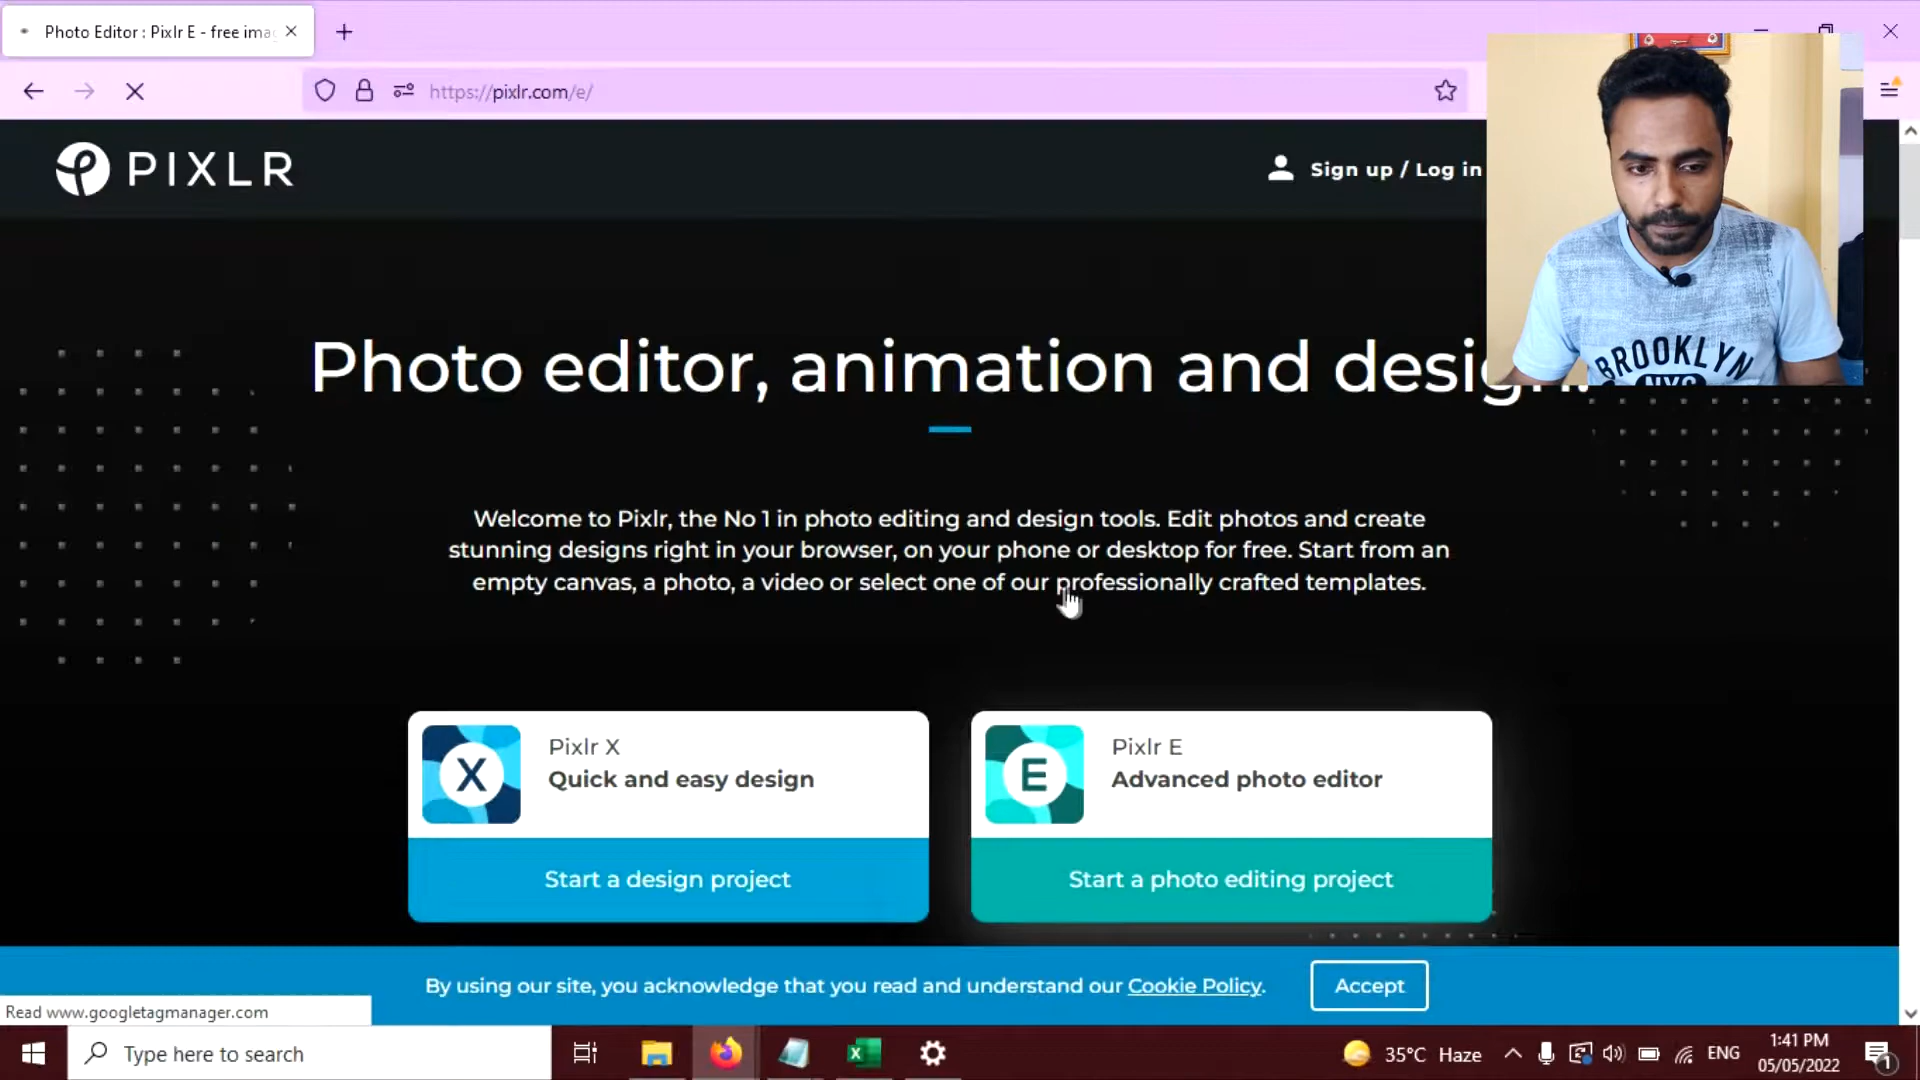 Photo Editor : Pixlr E - free ima
https://pixlr.com/e/
PIXLR
Sign up / Log in
BROOKLYN
NYC
Photo editor, animation and design.
Welcome to Pixlr, the No 1 in photo editing and design tools. Edit photos and create
stunning designs right in your browser, on your phone or desktop for free. Start from an
empty canvas, a photo, a video or select one of our professionally crafted templates.
X
Pixlr X
Quick and easy design
Start a design project
E
Pixlr E
Advanced photo editor
Start a photo editing project
By using our site, you acknowledge that you read and understand our Cookie Policy.
Accept
Read www.googletagmanager.com
Type here to search
35°C Haze
ENG
1:41 PM
05/05/2022
1